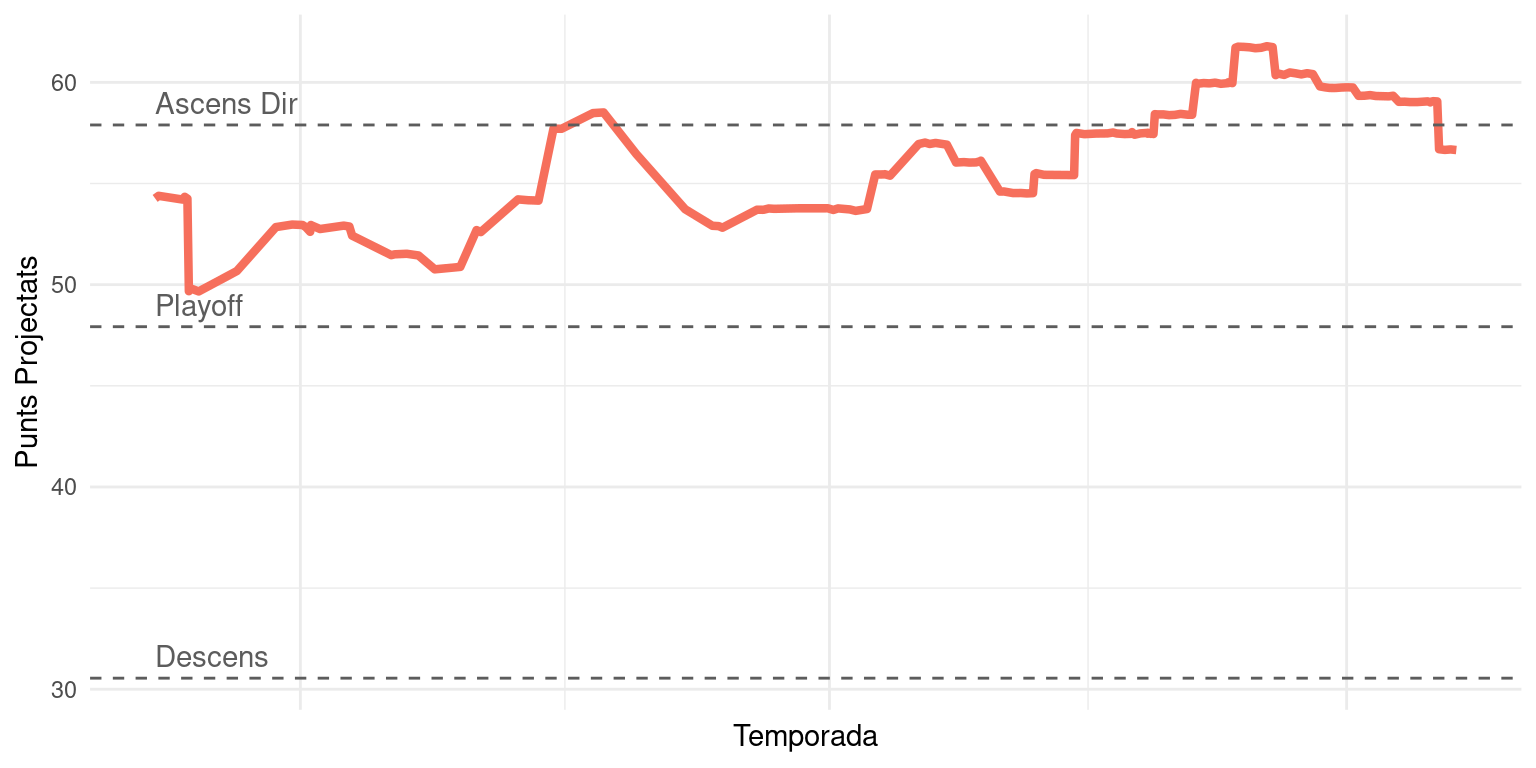 60
Ascens Dir
50
Playoff
40
Descens
30
Punts Projectats
Temporada